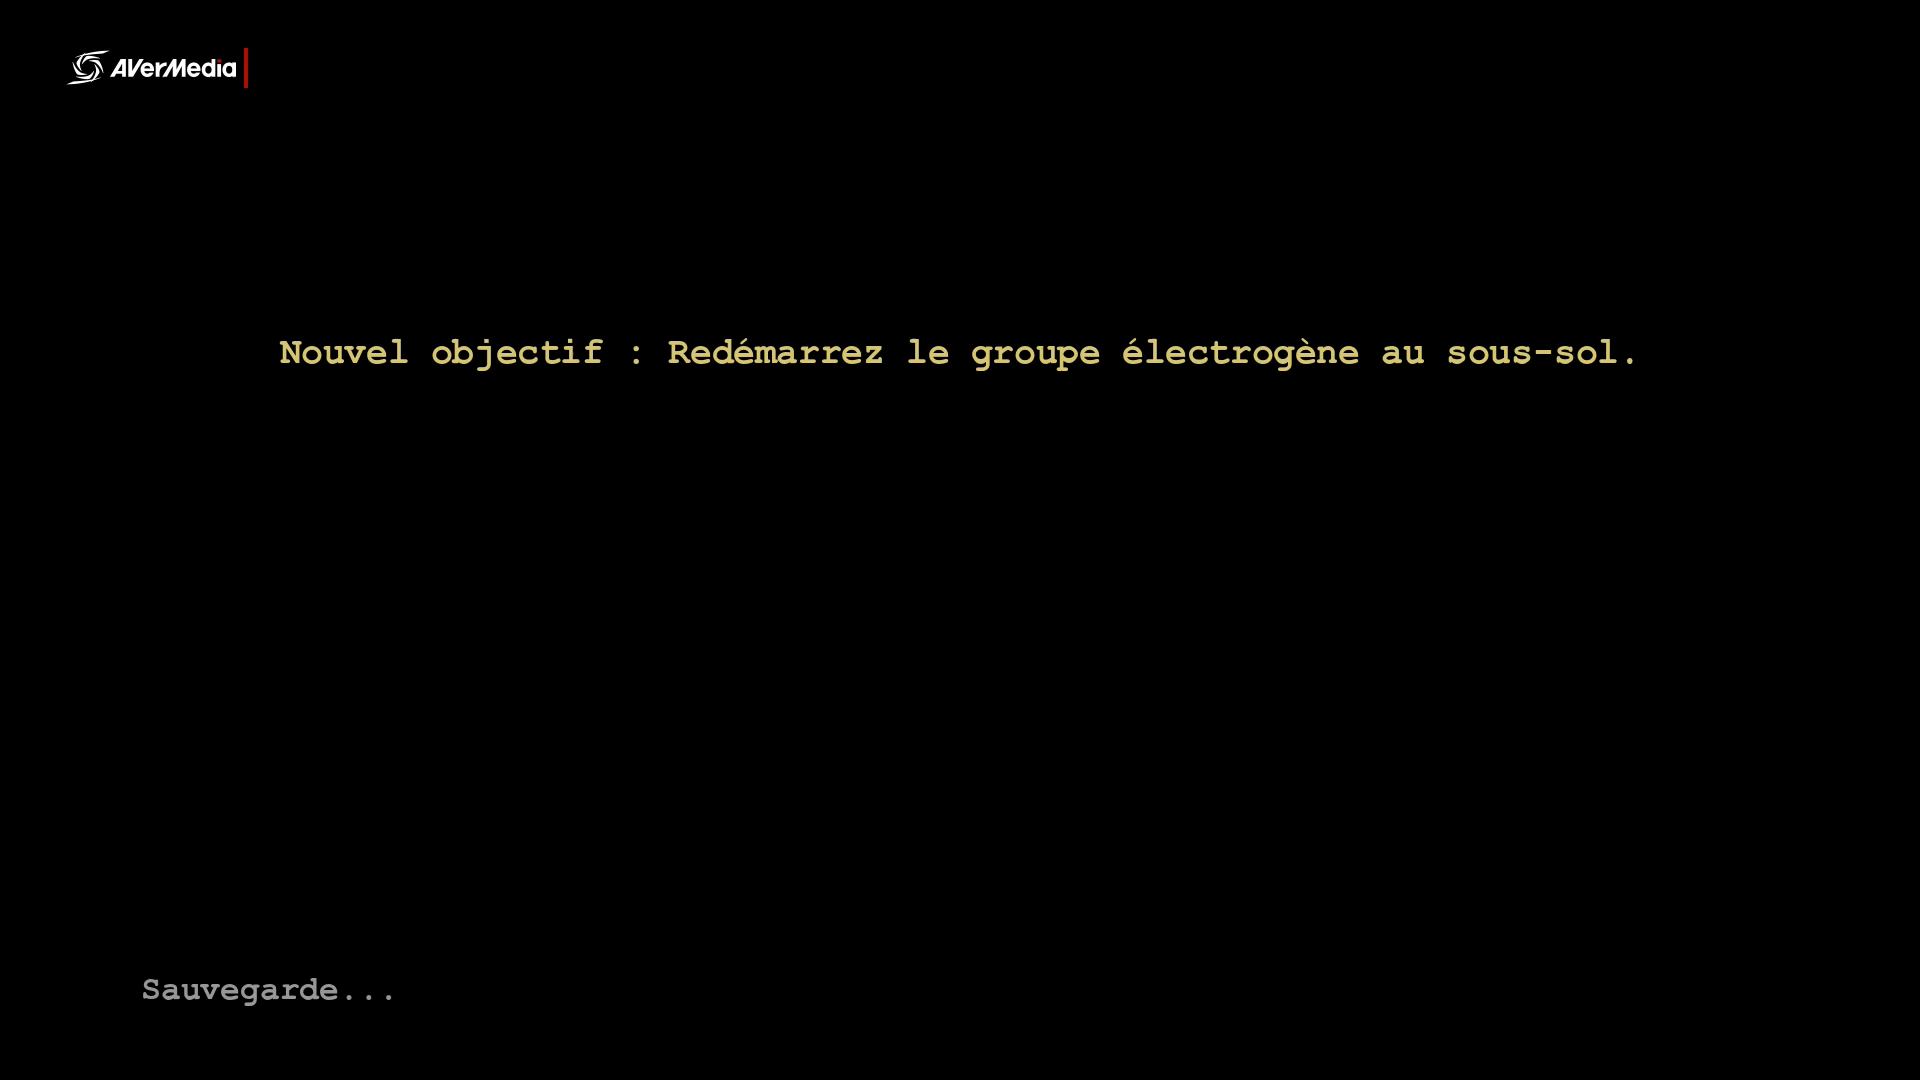 AVerMedia
Nouvel objectif : Redémarrez le groupe électrogène au sous-sol.
Sauvegarde...